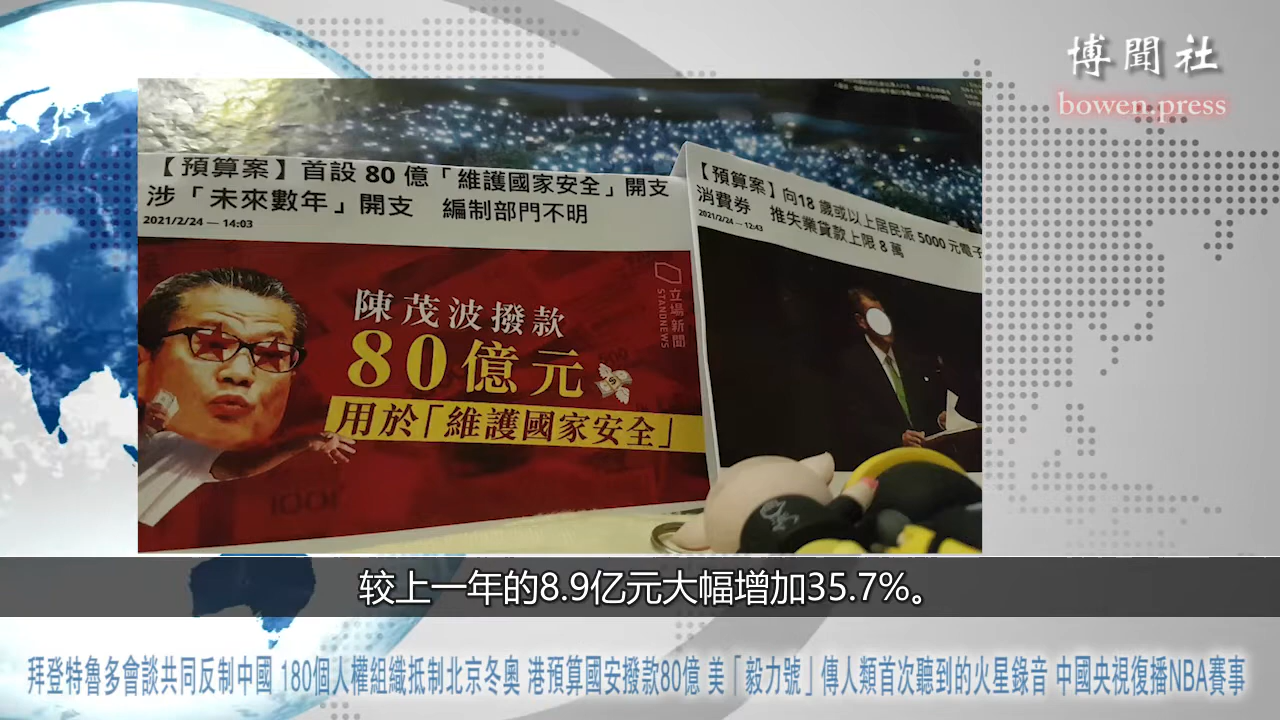 博聞社
bowen.press
【預算案】首設 80 億「維護國家安全」開支
涉「未來數年」開支 編制部門不明
2021/2/24 — 14:03
立場新聞
STANDNEWS
陳茂波撥款
80億元
用於「維護國家安全」
【預算案】向18 歲或以上居民派 5000 元電子
消費券 推失業貸款上限 8 萬
2021/2/24 — 12:43
较上一年的8.9亿元大幅增加35.7%。
拜登特魯多會談共同反制中國 180個人權組織抵制北京冬奧 港預算國安撥款80億 美「毅力號」傳人類首次聽到的火星錄音 中國央視復播NBA賽事